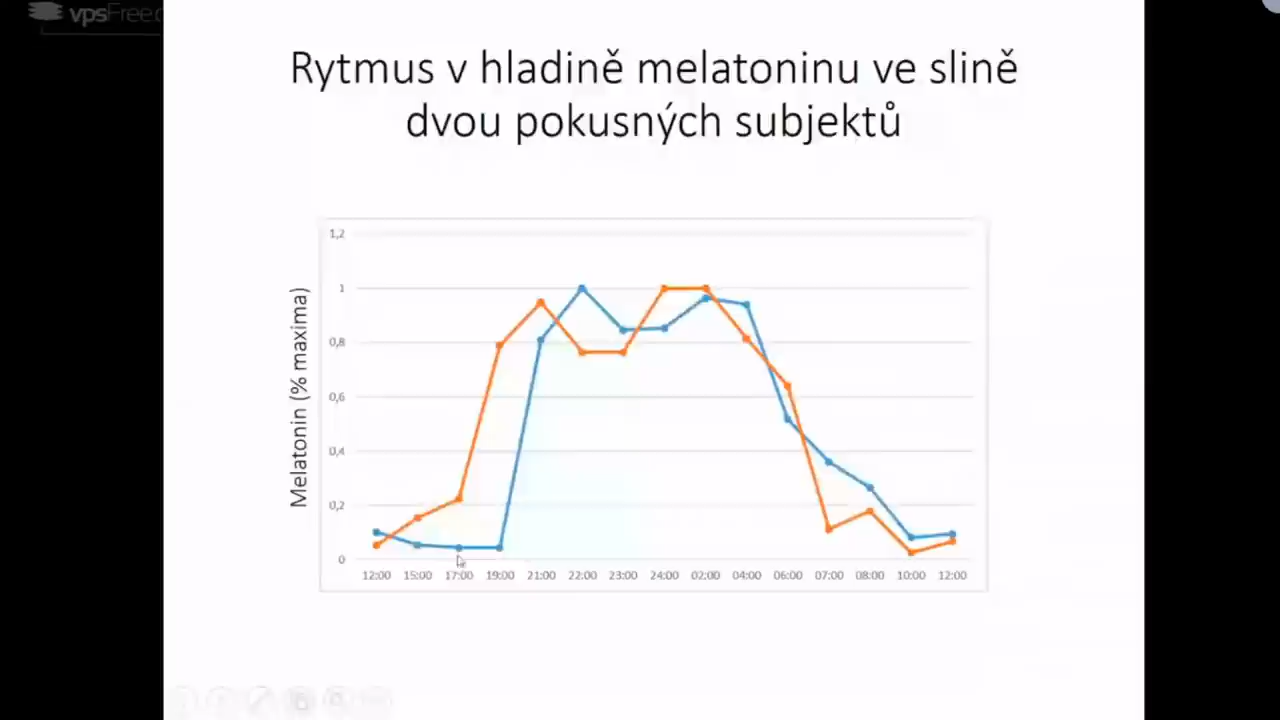 vpsFree.c
Rytmus v hladině melatoninu ve slině
dvou pokusných subjektů
Melatonin (% maxima)
1,2
1
0,8
0,6
0,4
0,2
0
12:00 15:00 17:00 19:00 21:00 22:00 23:00 24:00 02:00 04:00 06:00 07:00 08:00 10:00 12:00